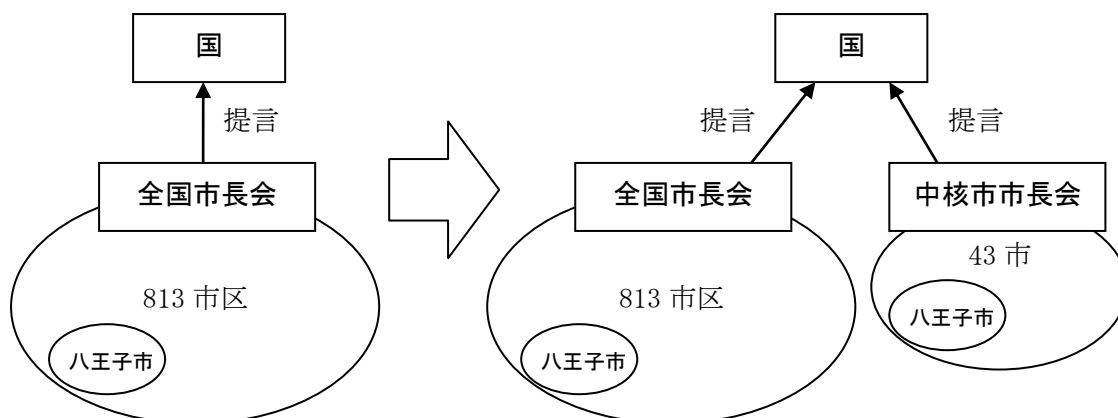 国
提言
全国市長会
813 市区
八王子市
国
提言
提言
全国市長会
中核市市長会
813 市区
43 市
八王子市
八王子市